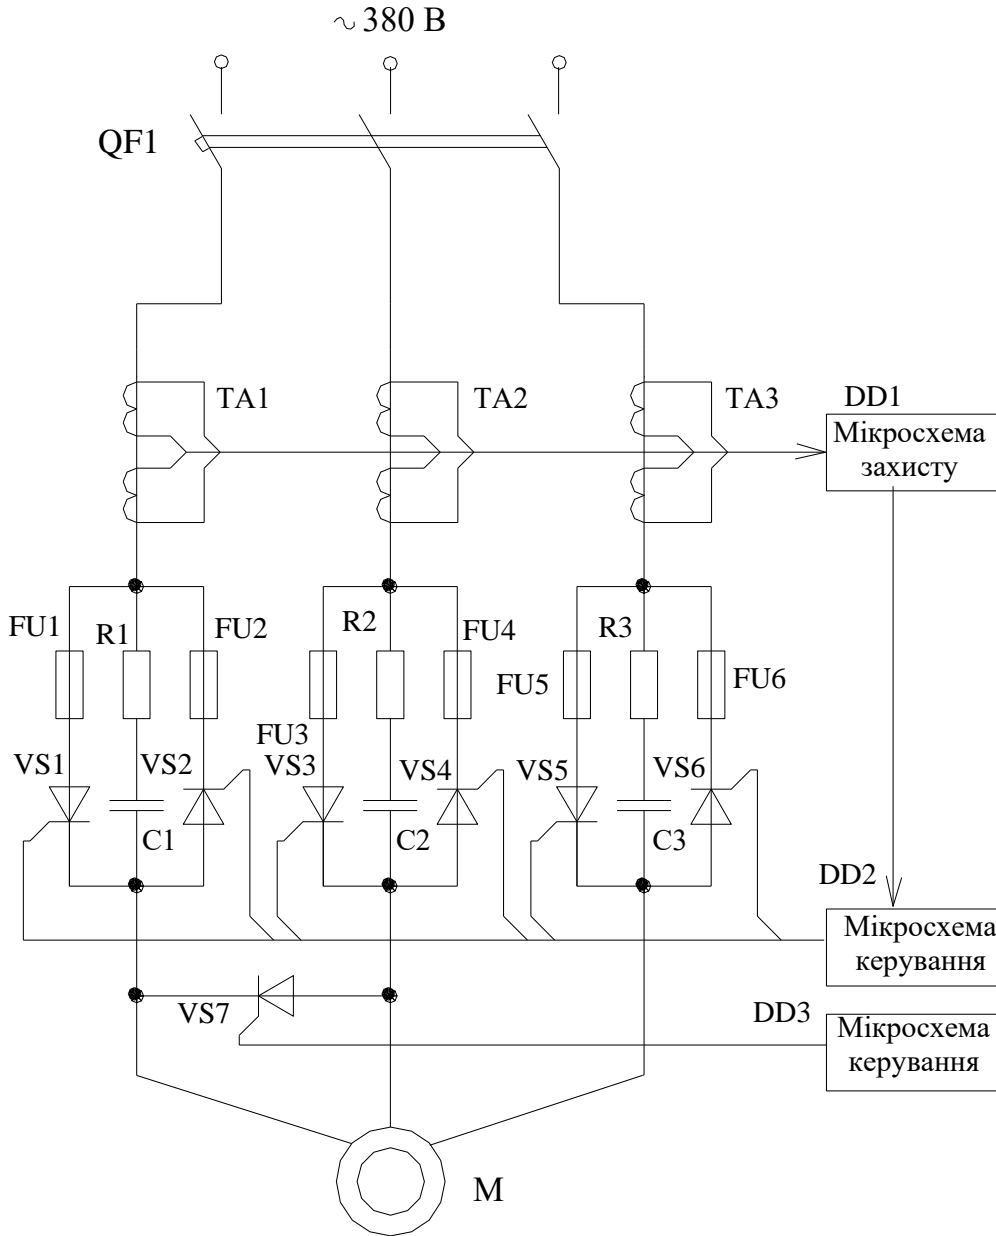 ~ 380 В
QF1
TA1
TA2
TA3
DD1
Мікросхема
захисту
FU1
R1
FU2
R2
FU4
R3
FU5
FU6
FU3
VS1
VS2
VS3
VS4
VS5
VS6
C1
C2
C3
DD2
Мікросхема
керування
VS7
DD3
Мікросхема
керування
М